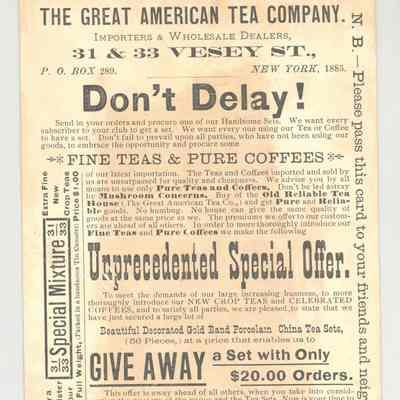 THE GREAT AMERICAN TEA COMPANY.
IMPORTERS & WHOLESALE DEALERS,
31 & 33 VESEY ST.,
P. O. BOX 289. NEW YORK, 1885.
Don't Delay!
Send in your orders and procure one of our Handsome Sets. We want every
subscriber to your club to get a set. We want every one using our Tea or Coffee
to have a set. Don't fail to prevail upon all parties, who have not been using our
goods, to embrace the opportunity and procure some
FINE TEAS & PURE COFFEES
of our latest importation. The Teas and Coffees imported and sold by
us are unsurpassed for quality and cheapness. We advise you by all
means to use only Pure Teas and Coffees. Don't be led astray
by Mushroom Concerns. Buy of the Old Reliable Tea
House (The Great American Tea Co.,) and get Pure and Relia-
ble goods. No humbug. No house can give the same quality of
goods at the same price as we. The premiums we offer to our custom-
ers are ahead of all others. In order to more thoroughly introduce our
Fine Teas and Pure Coffees we make the following
Unprecedented Special Offer.
To meet the demands of our large increasing business, to more
thoroughly introduce our NEW CROP TEAS and CELEBRATED
COFFEES, and to satisfy all parties, we are pleased to state that we
have just secured a large lot of
Beautiful Decorated Gold Band Porcelain China Tea Sets,
(56 Pieces,) at a price that enables us to
GIVE AWAY a Set with Only
$20.00 Orders.
This offer is away ahead of all others, when you take into consid-
Extra Fine
New
Crop Teas
31 33 Special Mixture 31 33
Full Weight, Price $1.00
N. B.—Please pass this card to your friends and neig